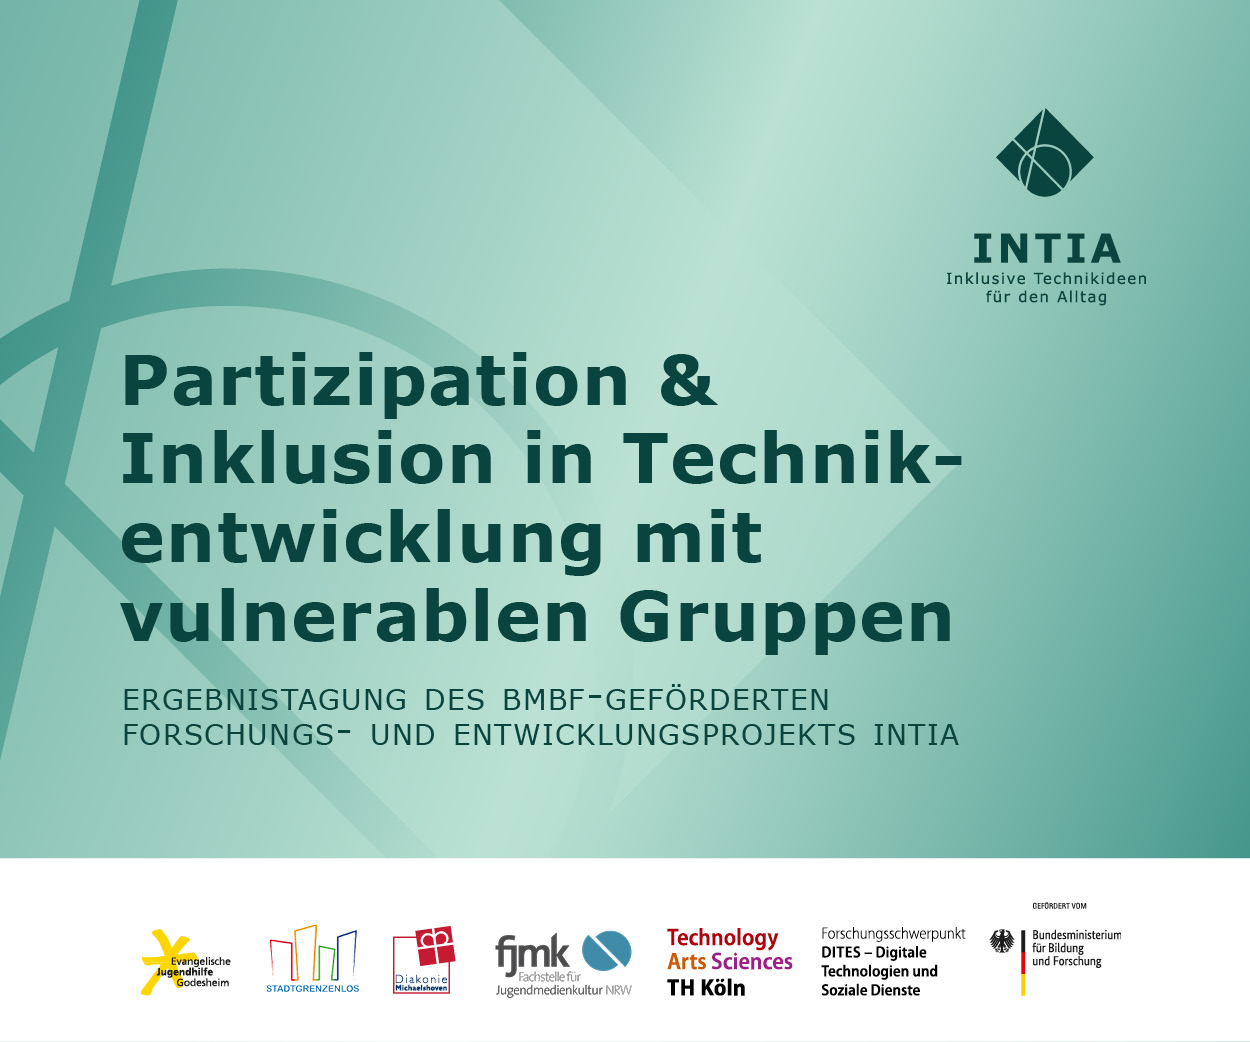 INTIA
Inklusive Technikideen
für den Alltag
Partizipation &
Inklusion in Technik-
entwicklung mit
vulnerablen Gruppen
ERGEBNISTAGUNG DES BMBF-GEFÖRDERTEN
FORSCHUNGS- UND ENTWICKLUNGSPROJEKTS INTIA
Evangelische
Jugendhilfe
Godesheim
STADTGRENZENLOS
Diakonie
Michaelshoven
fjmk
Fachstelle für
Jugendmedienkultur NRW
Technology
Arts Sciences
TH Köln
Forschungsschwerpunkt
DITES – Digitale
Technologien und
Soziale Dienste
GEFÖRDERT VOM
Bundesministerium
für Bildung
und Forschung